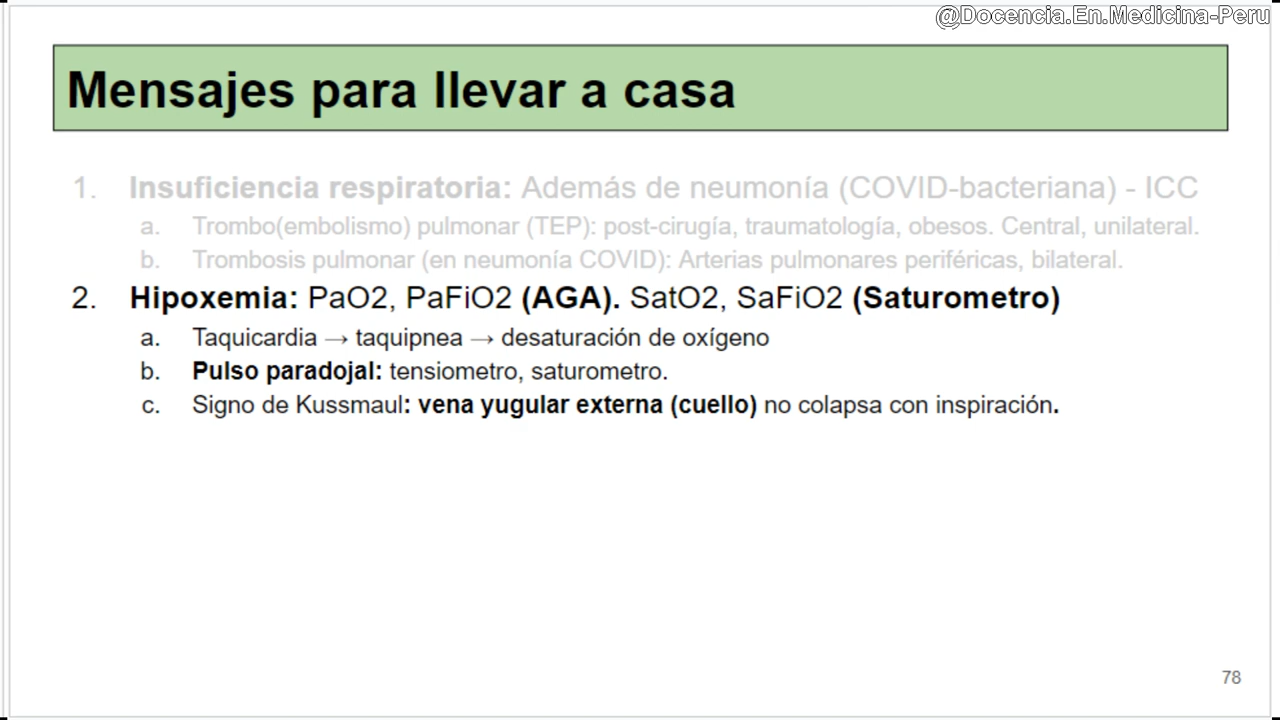 @Docencia.En.Medicina-Peru
Mensajes para llevar a casa
1. Insuficiencia respiratoria: Además de neumonía (COVID-bacteriana) - ICC
a. Trombo(embolismo) pulmonar (TEP): post-cirugía, traumatología, obesos. Central, unilateral.
b. Trombosis pulmonar (en neumonía COVID): Arterias pulmonares periféricas, bilateral.
2. Hipoxemia: PaO2, PaFiO2 (AGA). SatO2, SaFiO2 (Saturometro)
a. Taquicardia → taquipnea → desaturación de oxígeno
b. Pulso paradojal: tensiometro, saturometro.
c. Signo de Kussmaul: vena yugular externa (cuello) no colapsa con inspiración.
78